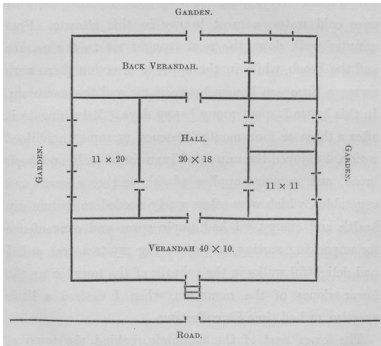 GARDEN.
BACK VERANDAH.
HALL.
11 × 20
20 × 18
GARDEN.
GARDEN.
11 × 11
VERANDAH 40 × 10.
ROAD.